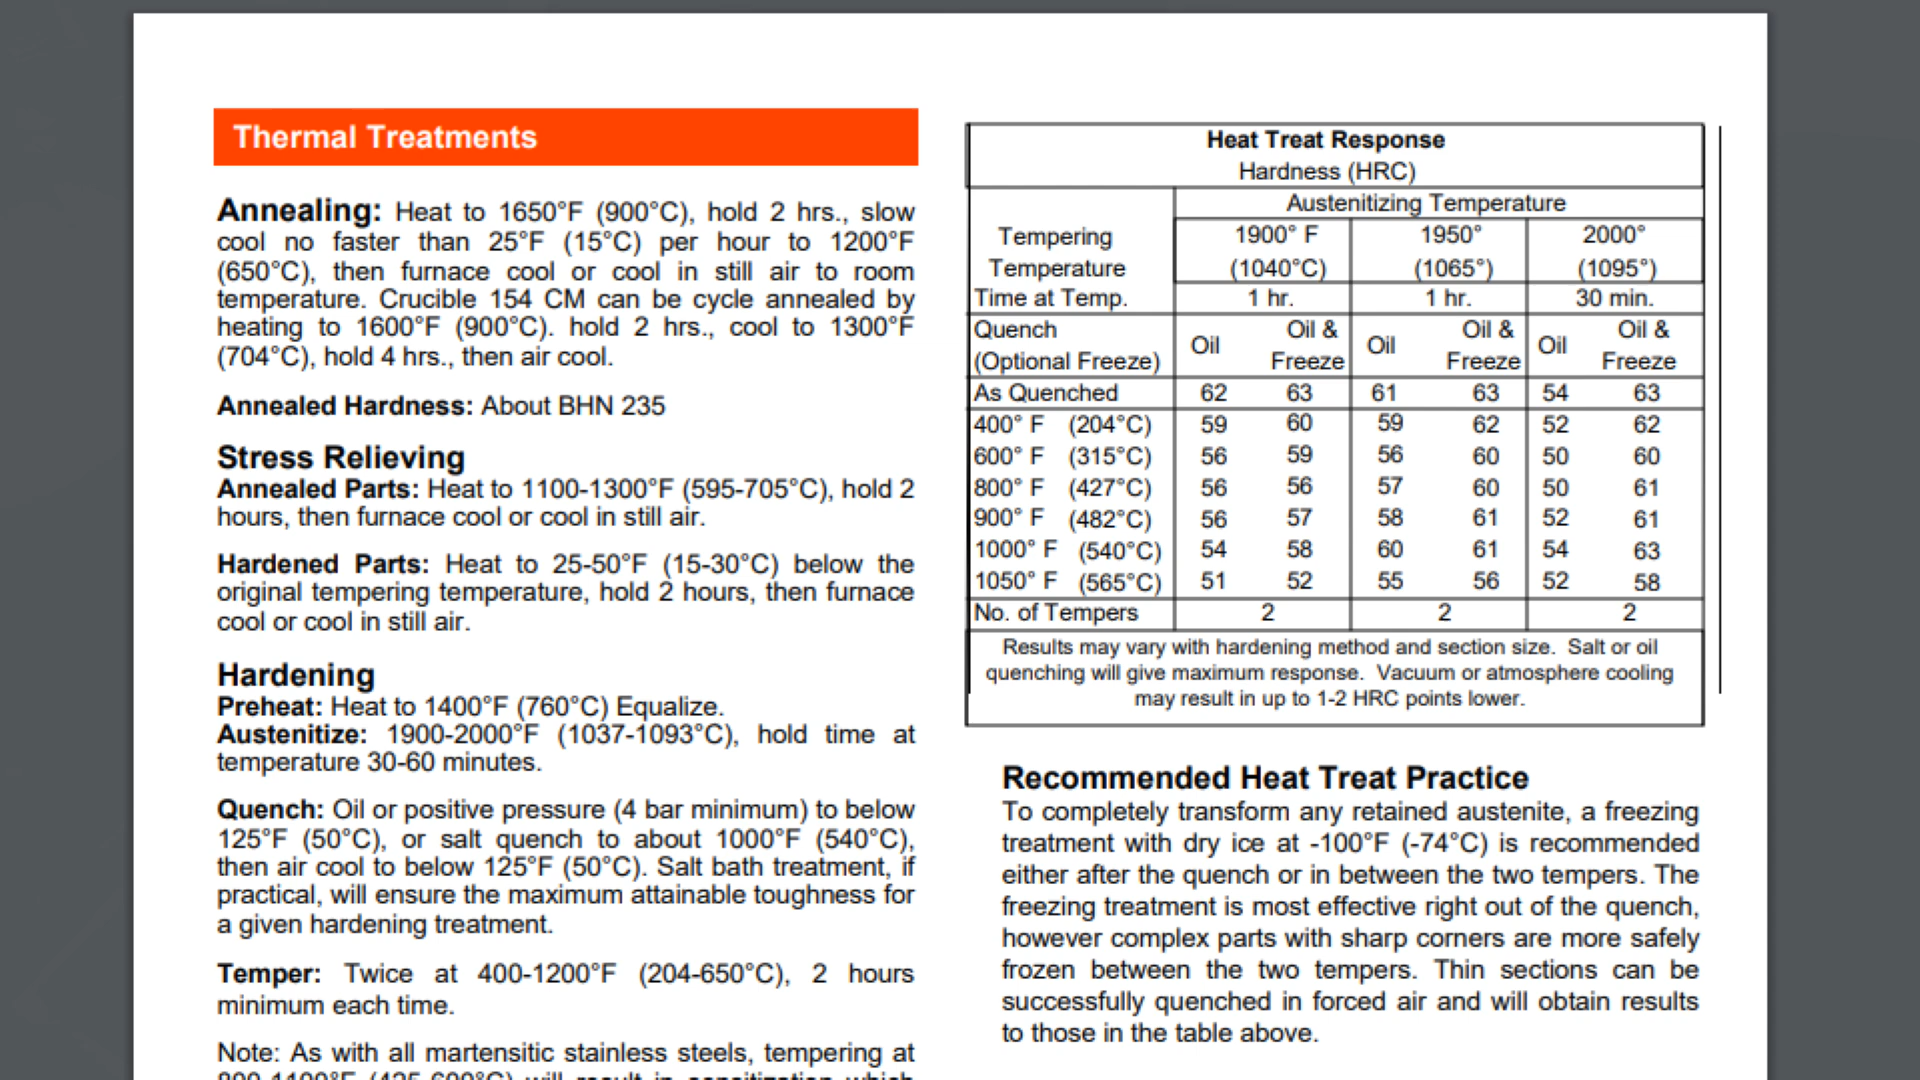 Thermal Treatments
Annealing: Heat to 1650°F (900°C), hold 2 hrs., slow
cool no faster than 25°F (15°C) per hour to 1200°F
(650°C), then furnace cool or cool in still air to room
temperature. Crucible 154 CM can be cycle annealed by
heating to 1600°F (900°C). hold 2 hrs., cool to 1300°F
(704°C), hold 4 hrs., then air cool.
Annealed Hardness: About BHN 235
Stress Relieving
Annealed Parts: Heat to 1100-1300°F (595-705°C), hold 2
hours, then furnace cool or cool in still air.
Hardened Parts: Heat to 25-50°F (15-30°C) below the
original tempering temperature, hold 2 hours, then furnace
cool or cool in still air.
Hardening
Preheat: Heat to 1400°F (760°C) Equalize.
Austenitize: 1900-2000°F (1037-1093°C), hold time at
temperature 30-60 minutes.
Quench: Oil or positive pressure (4 bar minimum) to below
125°F (50°C), or salt quench to about 1000°F (540°C),
then air cool to below 125°F (50°C). Salt bath treatment, if
practical, will ensure the maximum attainable toughness for
a given hardening treatment.
Temper: Twice at 400-1200°F (204-650°C), 2 hours
minimum each time.
Note: As with all martensitic stainless steels, tempering at
800-1100°F (425-600°C) will result in sensitization which
Heat Treat Response
Hardness (HRC)
Austenitizing Temperature
Tempering 1900° F 1950° 2000°
Temperature (1040°C) (1065°) (1095°)
Time at Temp. 1 hr. 1 hr. 30 min.
Quench Oil Oil & Oil Oil & Oil Oil &
(Optional Freeze) Freeze Freeze Freeze
As Quenched 62 63 61 63 54 63
400° F (204°C) 59 60 59 62 52 62
600° F (315°C) 56 59 56 60 50 60
800° F (427°C) 56 56 57 60 50 61
900° F (482°C) 56 57 58 61 52 61
1000° F (540°C) 54 58 60 61 54 63
1050° F (565°C) 51 52 55 56 52 58
No. of Tempers 2 2 2
Results may vary with hardening method and section size. Salt or oil
quenching will give maximum response. Vacuum or atmosphere cooling
may result in up to 1-2 HRC points lower.
Recommended Heat Treat Practice
To completely transform any retained austenite, a freezing
treatment with dry ice at -100°F (-74°C) is recommended
either after the quench or in between the two tempers. The
freezing treatment is most effective right out of the quench,
however complex parts with sharp corners are more safely
frozen between the two tempers. Thin sections can be
successfully quenched in forced air and will obtain results
to those in the table above.